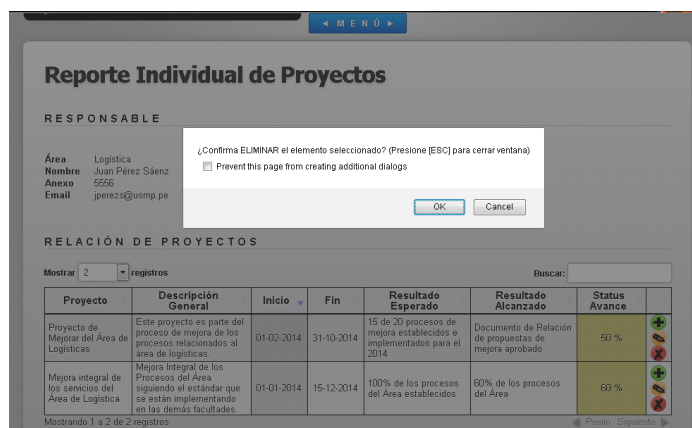 ◄ MENÚ ►
Reporte Individual de Proyectos
RESPONSABLE
Área Logística
Nombre Juan Pérez Sáenz
Anexo 5556
Email jperezs@usmp.pe
¿Confirma ELIMINAR el elemento seleccionado? (Presione [ESC] para cerrar ventana)
Prevent this page from creating additional dialogs
OK Cancel
RELACIÓN DE PROYECTOS
Mostrar 2 registros Buscar:
Proyecto Descripción General Inicio Fin Resultado Esperado Resultado Alcanzado Status Avance
Proyecto de Mejorar del Área de Logísticas
Este proyecto es parte del proceso de mejora de los procesos relacionados al área de logísticas.
01-02-2014
31-10-2014
15 de 20 procesos de mejora establecidos e implementados para el 2014
Documento de Relación de propuestas de mejora aprobado
50 %
Mejora integral de los servicios del Área de Logística
Mejora Integral de los Procesos del Área siguiendo el estándar que se están implementando en las demás facultades.
01-01-2014
15-12-2014
100% de los procesos del Área establecidos
60% de los procesos del Área
60 %
Mostrando 1 a 2 de 2 registros Previo Siguiente